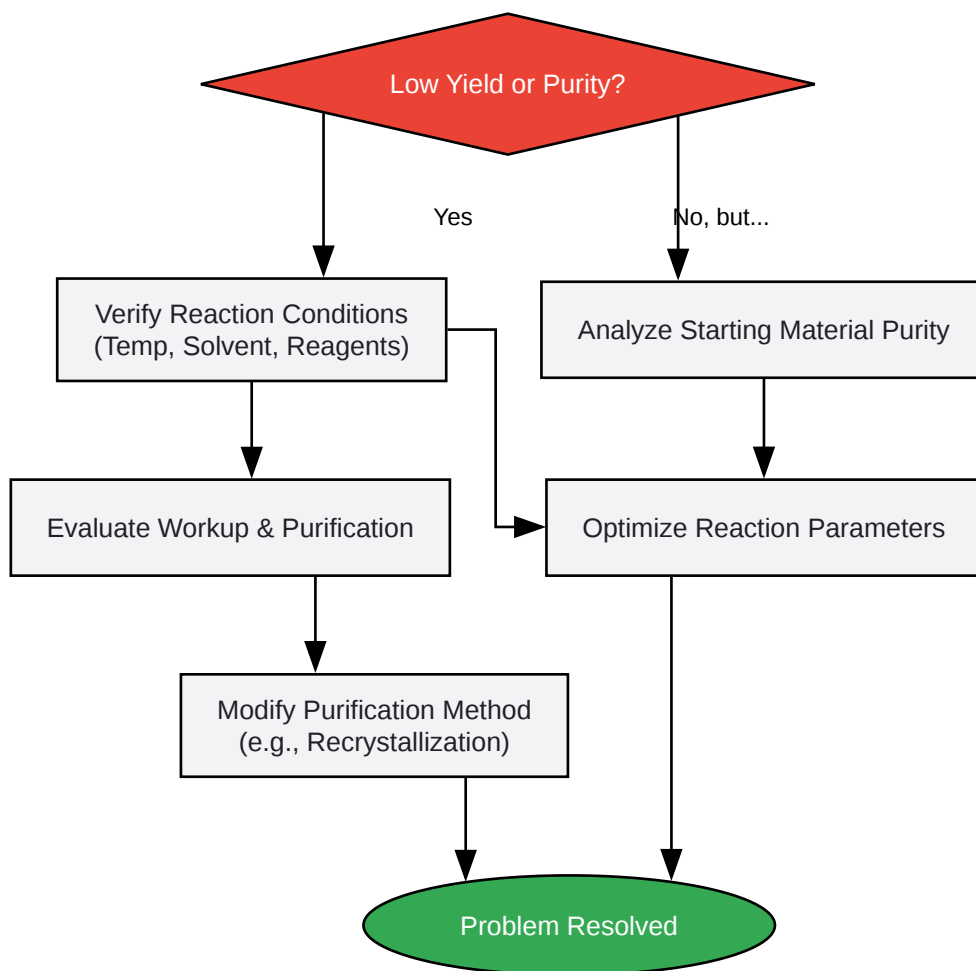 Low Yield or Purity?
Yes
No, but...
Verify Reaction Conditions
(Temp, Solvent, Reagents)
Analyze Starting Material Purity
Evaluate Workup & Purification
Optimize Reaction Parameters
Modify Purification Method
(e.g., Recrystallization)
Problem Resolved